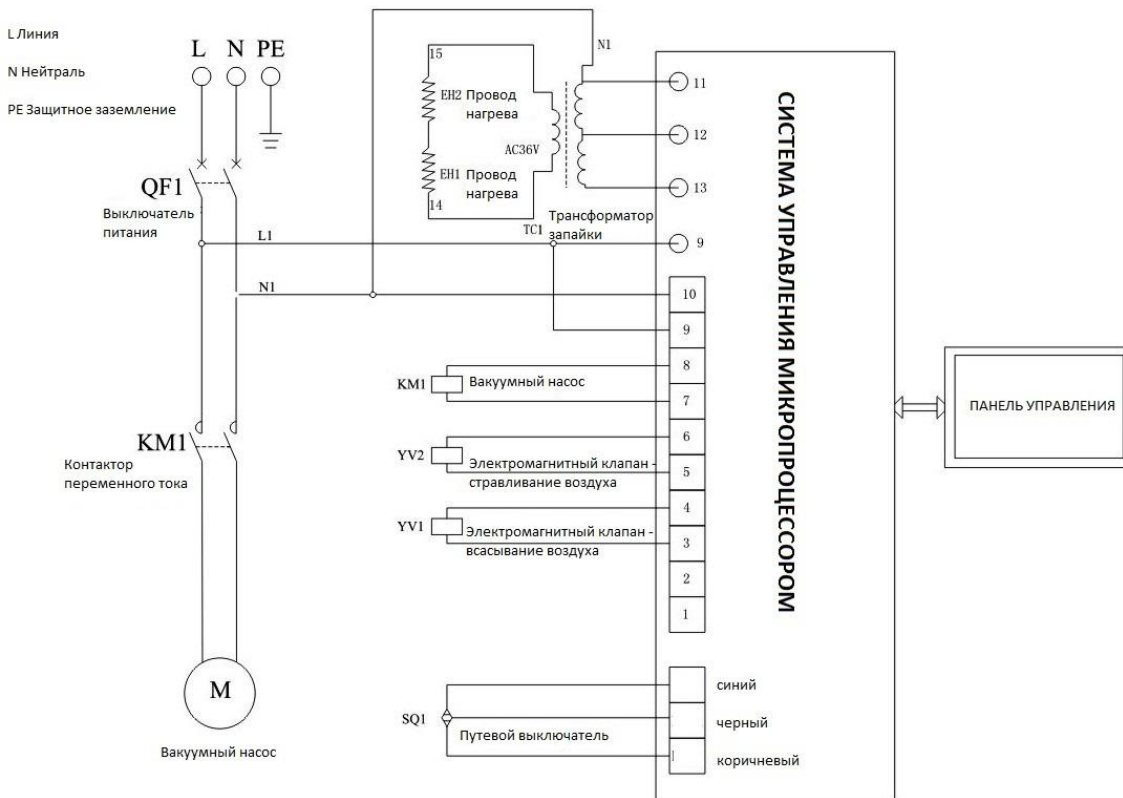 L Линия
L N PE
N Нейтраль
PE Защитное заземление
QF1
Выключатель
питания
L1
N1
15
EH2 Провод
нагрева
EH1 Провод
нагрева
14
AC36V
N1
TC1
Трансформатор
запайки
11
12
13
9
10
9
8
7
6
5
4
3
2
1
KM1
Вакуумный насос
YV2
Электромагнитный клапан -
стравливание воздуха
YV1
Электромагнитный клапан -
всасывание воздуха
KM1
Контактор
переменного тока
M
Вакуумный насос
SQ1
Путевой выключатель
синий
черный
коричневый
СИСТЕМА УПРАВЛЕНИЯ МИКРОПРОЦЕССОРОМ
ПАНЕЛЬ УПРАВЛЕНИЯ